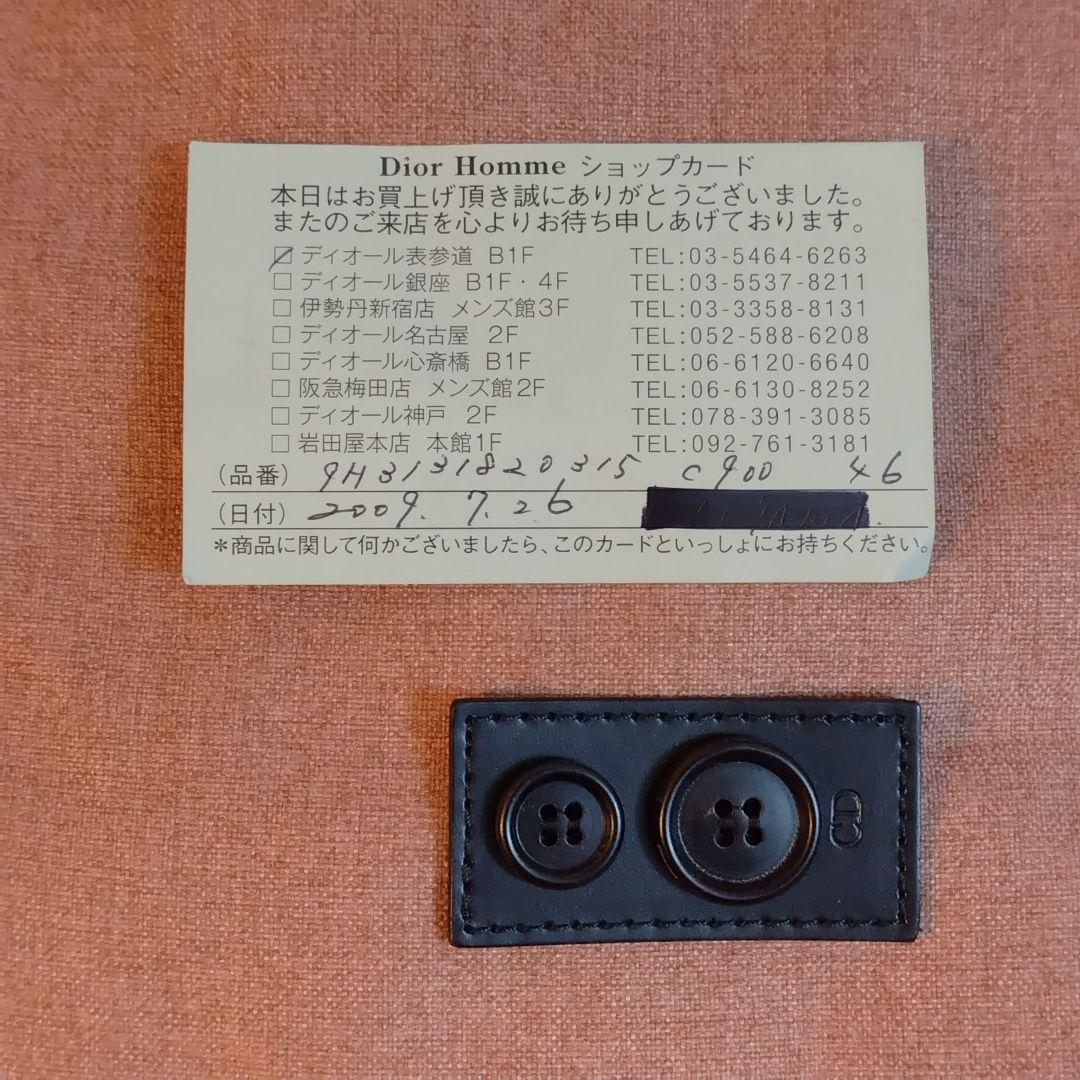 Dior Homme ショップカード
本日はお買上げ頂き誠にありがとうございました。
またのご来店を心よりお待ち申しあげております。
☑ ディオール表参道 B1F TEL:03-5464-6263
□ ディオール銀座 B1F・4F TEL:03-5537-8211
□ 伊勢丹新宿店 メンズ館3F TEL:03-3358-8131
□ ディオール名古屋 2F TEL:052-588-6208
□ ディオール心斎橋 B1F TEL:06-6120-6640
□ 阪急梅田店 メンズ館2F TEL:06-6130-8252
□ ディオール神戸 2F TEL:078-391-3085
□ 岩田屋本店 本館1F TEL:092-761-3181
(品番) 9H3131820315 C900 46
(日付) 2009. 7. 26
*商品に関して何かございましたら、このカードといっしょにお持ちください。
CD